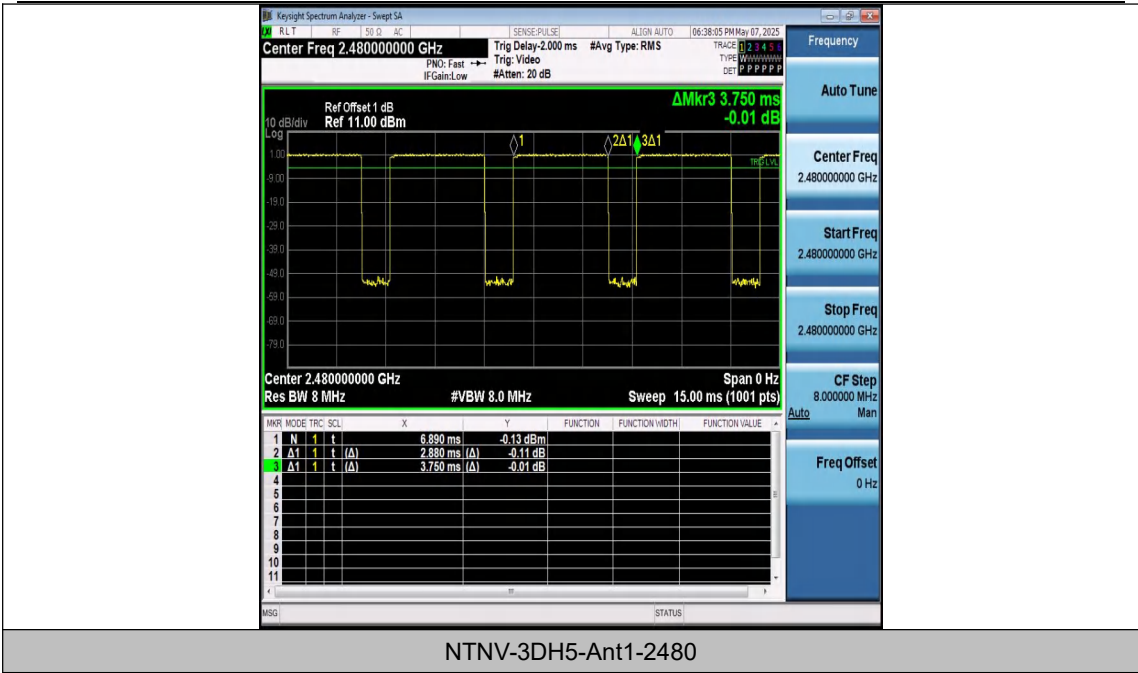 Keysight Spectrum Analyzer - Swept SA
RLT RF 50 Ω AC SENSE:PULSE ALIGN AUTO 06:38:05 PM May 07, 2025
Center Freq 2.480000000 GHz Trig Delay-2.000 ms #Avg Type: RMS TRACE 1 2 3 4 5 6
PNO: Fast Trig: Video TYPE WWWWWW
IFGain:Low #Atten: 20 dB DET P P P P P P
Frequency
Auto Tune
Center Freq
2.480000000 GHz
Start Freq
2.480000000 GHz
Stop Freq
2.480000000 GHz
CF Step
8.000000 MHz
Auto Man
Freq Offset
0 Hz
ΔMkr3 3.750 ms
-0.01 dB
Ref Offset 1 dB
10 dB/div Ref 11.00 dBm
Log
1 2Δ1 3Δ1
1.00
TRIG LVL
-9.00
-19.0
-29.0
-39.0
-49.0
-59.0
-69.0
-79.0
Center 2.480000000 GHz Span 0 Hz
Res BW 8 MHz #VBW 8.0 MHz Sweep 15.00 ms (1001 pts)
MKR MODE TRC SCL X Y FUNCTION FUNCTION WIDTH FUNCTION VALUE
1 N 1 t 6.890 ms -0.13 dBm
2 Δ1 1 t (Δ) 2.880 ms (Δ) -0.11 dB
3 Δ1 1 t (Δ) 3.750 ms (Δ) -0.01 dB
4
5
6
7
8
9
10
11
MSG STATUS
NTNV-3DH5-Ant1-2480